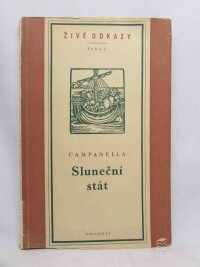 ŽIVÉ ODKAZY
CAMPANELLA
Sluneční
stát